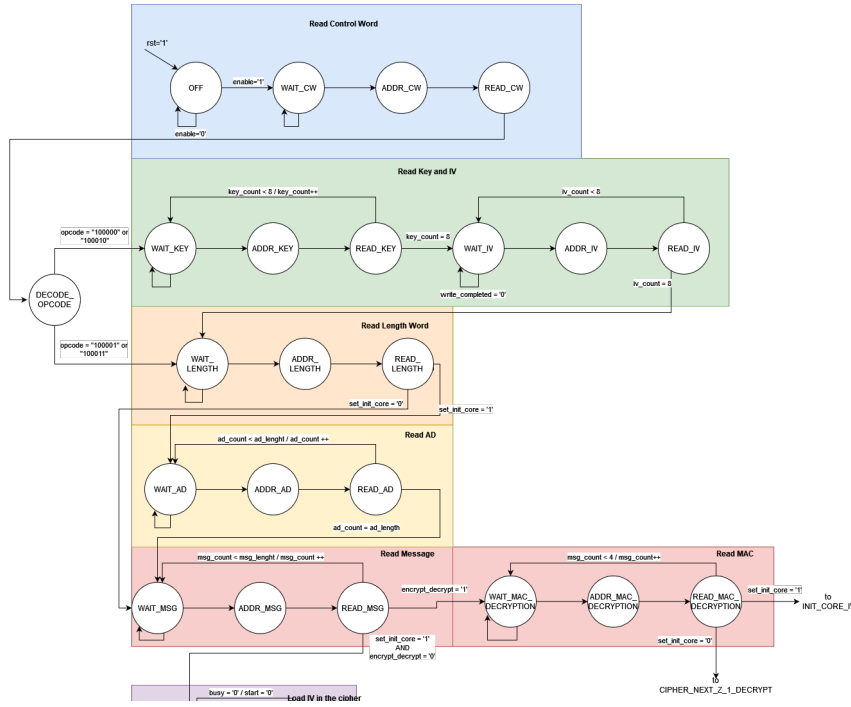 Read Control Word
rst='1'
OFF
enable='1'
WAIT_CW
ADDR_CW
READ_CW
enable='0'
Read Key and IV
key_count < 8 / key_count++
iv_count < 8
opcode = "100000" or
"100010"
WAIT_KEY
ADDR_KEY
READ_KEY
key_count = 8
WAIT_IV
ADDR_IV
READ_IV
write_completed = '0'
iv_count = 8
DECODE_
OPCODE
Read Length Word
opcode = "100001" or
"100011"
WAIT_
LENGTH
ADDR_
LENGTH
READ_
LENGTH
set_init_core = '0'
set_init_core = '1'
Read AD
ad_count < ad_lenght / ad_count ++
WAIT_AD
ADDR_AD
READ_AD
ad_count = ad_length
Read Message
Read MAC
msg_count < msg_lenght / msg_count ++
msg_count < 4 / msg_count++
WAIT_MSG
ADDR_MSG
READ_MSG
encrypt_decrypt = '1'
WAIT_MAC_
DECRYPTION
ADDR_MAC_
DECRYPTION
READ_MAC_
DECRYPTION
set_init_core = '1'
to
INIT_CORE_I
set_init_core = '1'
AND
encrypt_decrypt = '0'
set_init_core = '0'
to
CIPHER_NEXT_Z_1_DECRYPT
busy = '0' / start = '0'
Load IV in the cipher